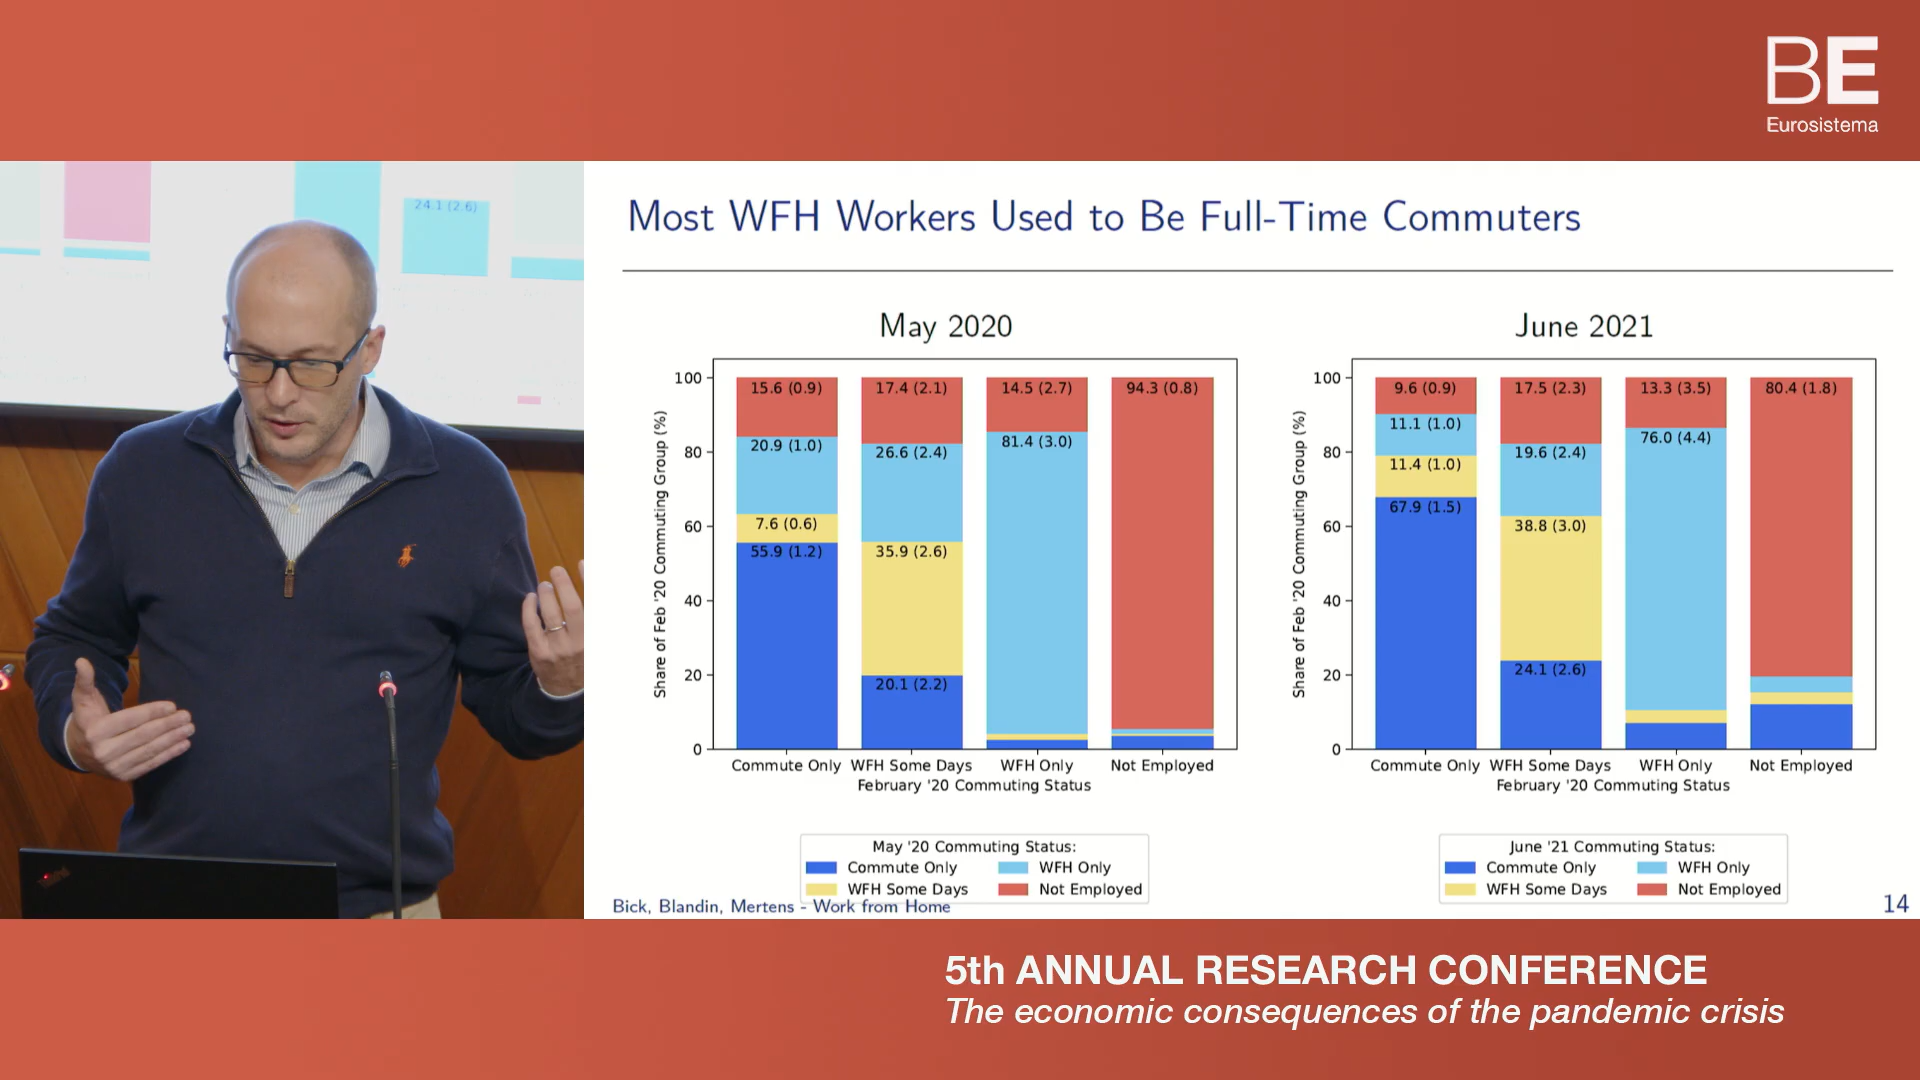 BE
Eurosistema
24.1 (2.6)
Most WFH Workers Used to Be Full-Time Commuters
May 2020
Share of Feb '20 Commuting Group (%)
100
80
60
40
20
0
15.6 (0.9)
20.9 (1.0)
7.6 (0.6)
55.9 (1.2)
17.4 (2.1)
26.6 (2.4)
35.9 (2.6)
20.1 (2.2)
14.5 (2.7)
81.4 (3.0)
94.3 (0.8)
Commute Only WFH Some Days WFH Only Not Employed
February '20 Commuting Status
May '20 Commuting Status:
Commute Only WFH Only
WFH Some Days Not Employed
June 2021
Share of Feb '20 Commuting Group (%)
100
80
60
40
20
0
9.6 (0.9)
11.1 (1.0)
11.4 (1.0)
67.9 (1.5)
17.5 (2.3)
19.6 (2.4)
38.8 (3.0)
24.1 (2.6)
13.3 (3.5)
76.0 (4.4)
80.4 (1.8)
Commute Only WFH Some Days WFH Only Not Employed
February '20 Commuting Status
June '21 Commuting Status:
Commute Only WFH Only
WFH Some Days Not Employed
Bick, Blandin, Mertens - Work from Home
14
5th ANNUAL RESEARCH CONFERENCE
The economic consequences of the pandemic crisis